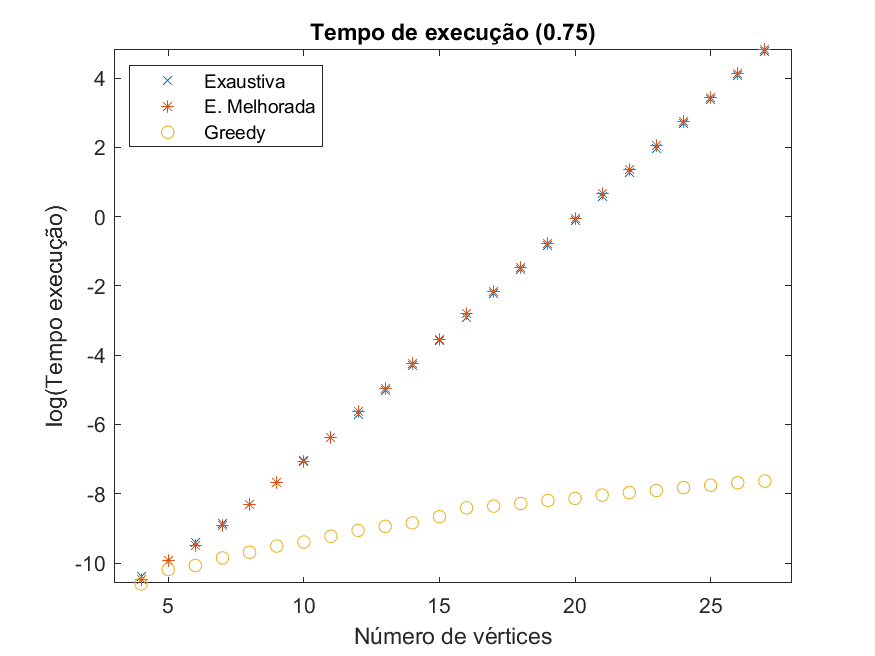 Tempo de execução (0.75)
Exaustiva
E. Melhorada
Greedy
4
2
0
-2
-4
-6
-8
-10
log(Tempo execução)
5 10 15 20 25
Número de vértices